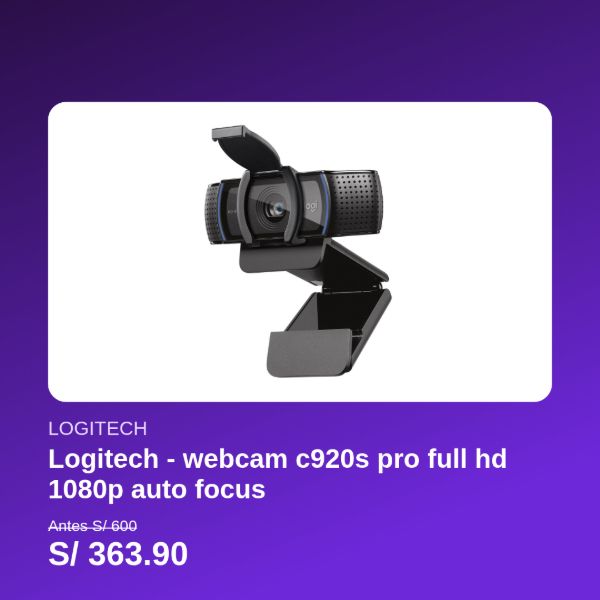 LOGITECH
Logitech - webcam c920s pro full hd
1080p auto focus
Antes S/ 600
S/ 363.90